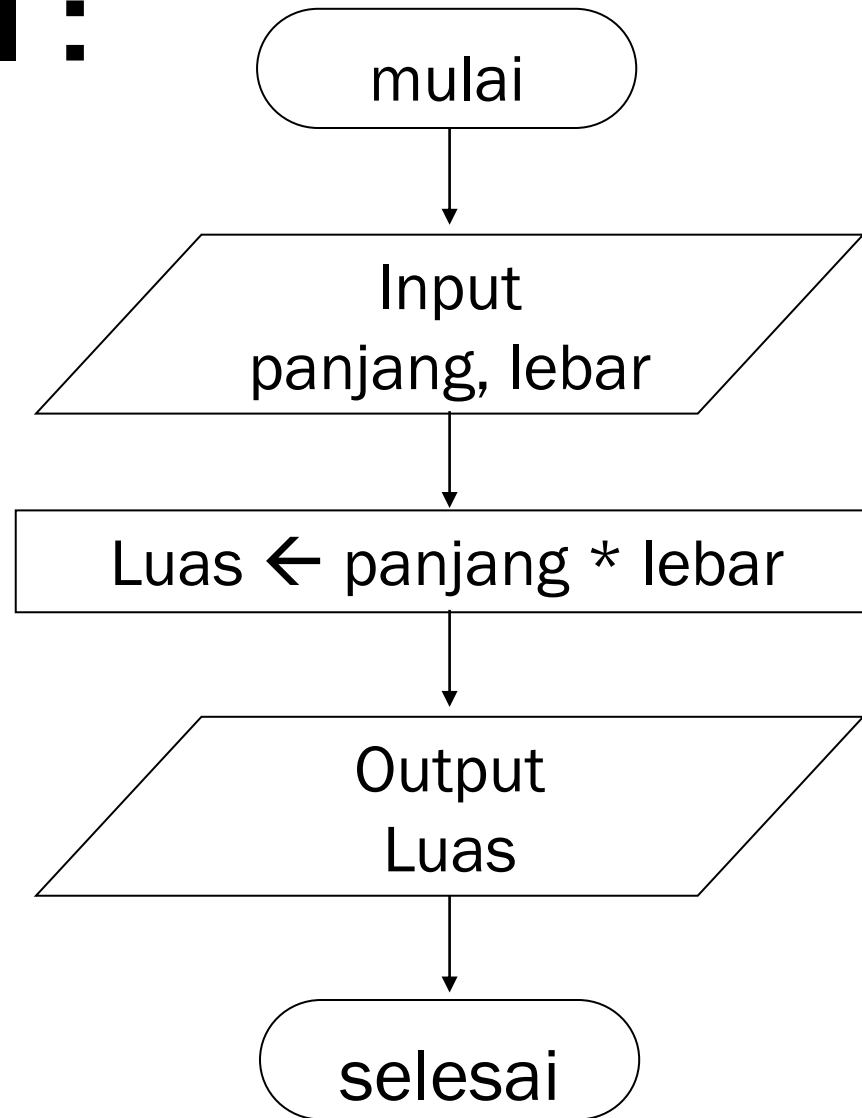 :
mulai
Input
panjang, lebar
Luas ← panjang * lebar
Output
Luas
selesai